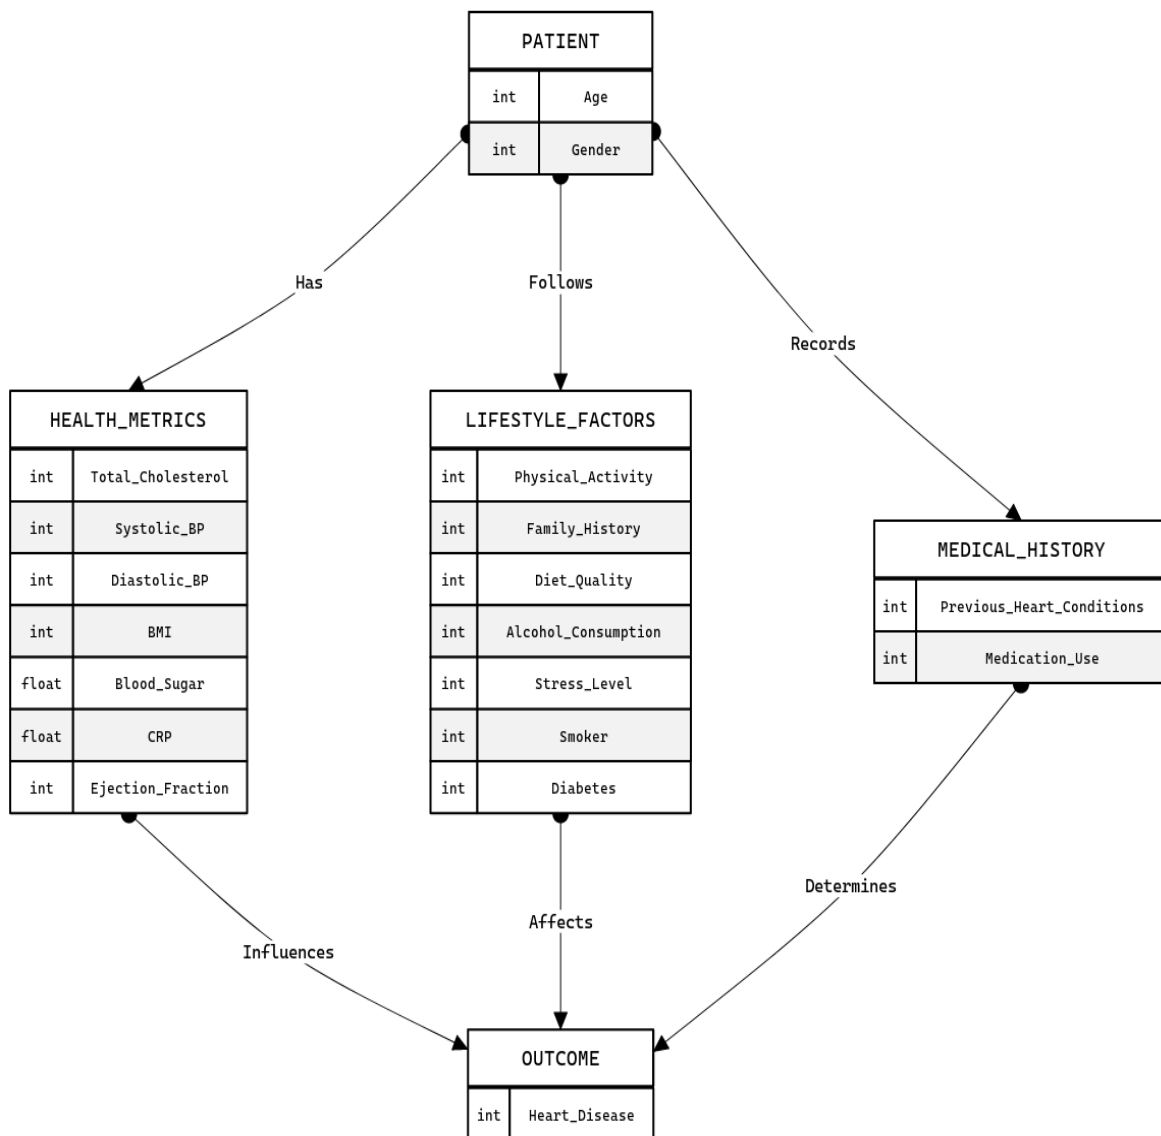 PATIENT
int Age
int Gender
Has
Follows
Records
HEALTH_METRICS
int Total_Cholesterol
int Systolic_BP
int Diastolic_BP
int BMI
float Blood_Sugar
float CRP
int Ejection_Fraction
LIFESTYLE_FACTORS
int Physical_Activity
int Family_History
int Diet_Quality
int Alcohol_Consumption
int Stress_Level
int Smoker
int Diabetes
MEDICAL_HISTORY
int Previous_Heart_Conditions
int Medication_Use
Influences
Affects
Determines
OUTCOME
int Heart_Disease